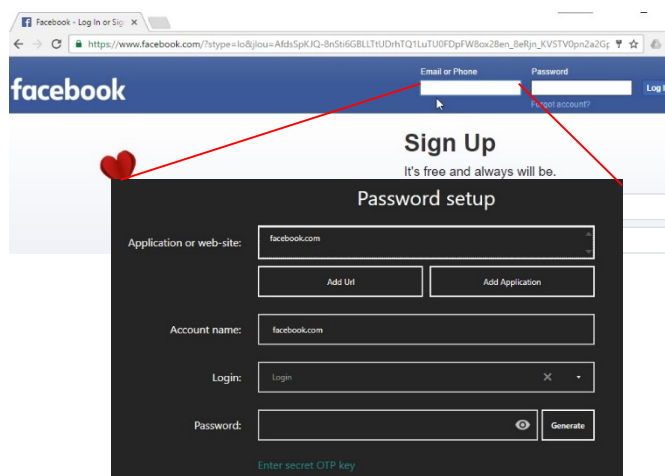 Facebook - Log In or Sig
https://www.facebook.com/?stype=lo&jlou=
Email or Phone
Password
facebook
Log I
Forgot account?
Sign Up
It's free and always will be.
Password setup
Application or web-site:
facebook.com
Add Url
Add Application
Account name:
facebook.com
Login:
Login
Password:
Generate
Enter secret OTP key